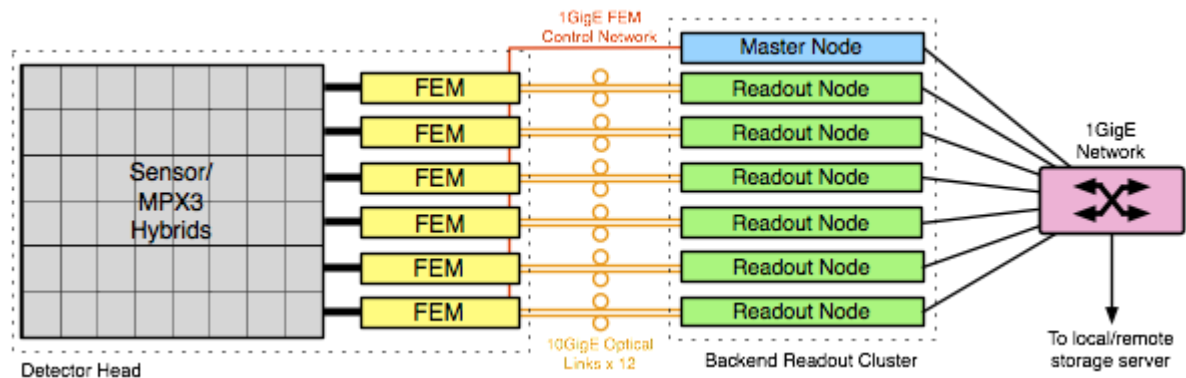 1GigE FEM
Control Network
Master Node
FEM
Readout Node
FEM
Readout Node
FEM
Readout Node
FEM
Readout Node
FEM
Readout Node
FEM
Readout Node
Sensor/
MPX3
Hybrids
1GigE
Network
10GigE Optical
Links x 12
Backend Readout Cluster
To local/remote
storage server
Detector Head